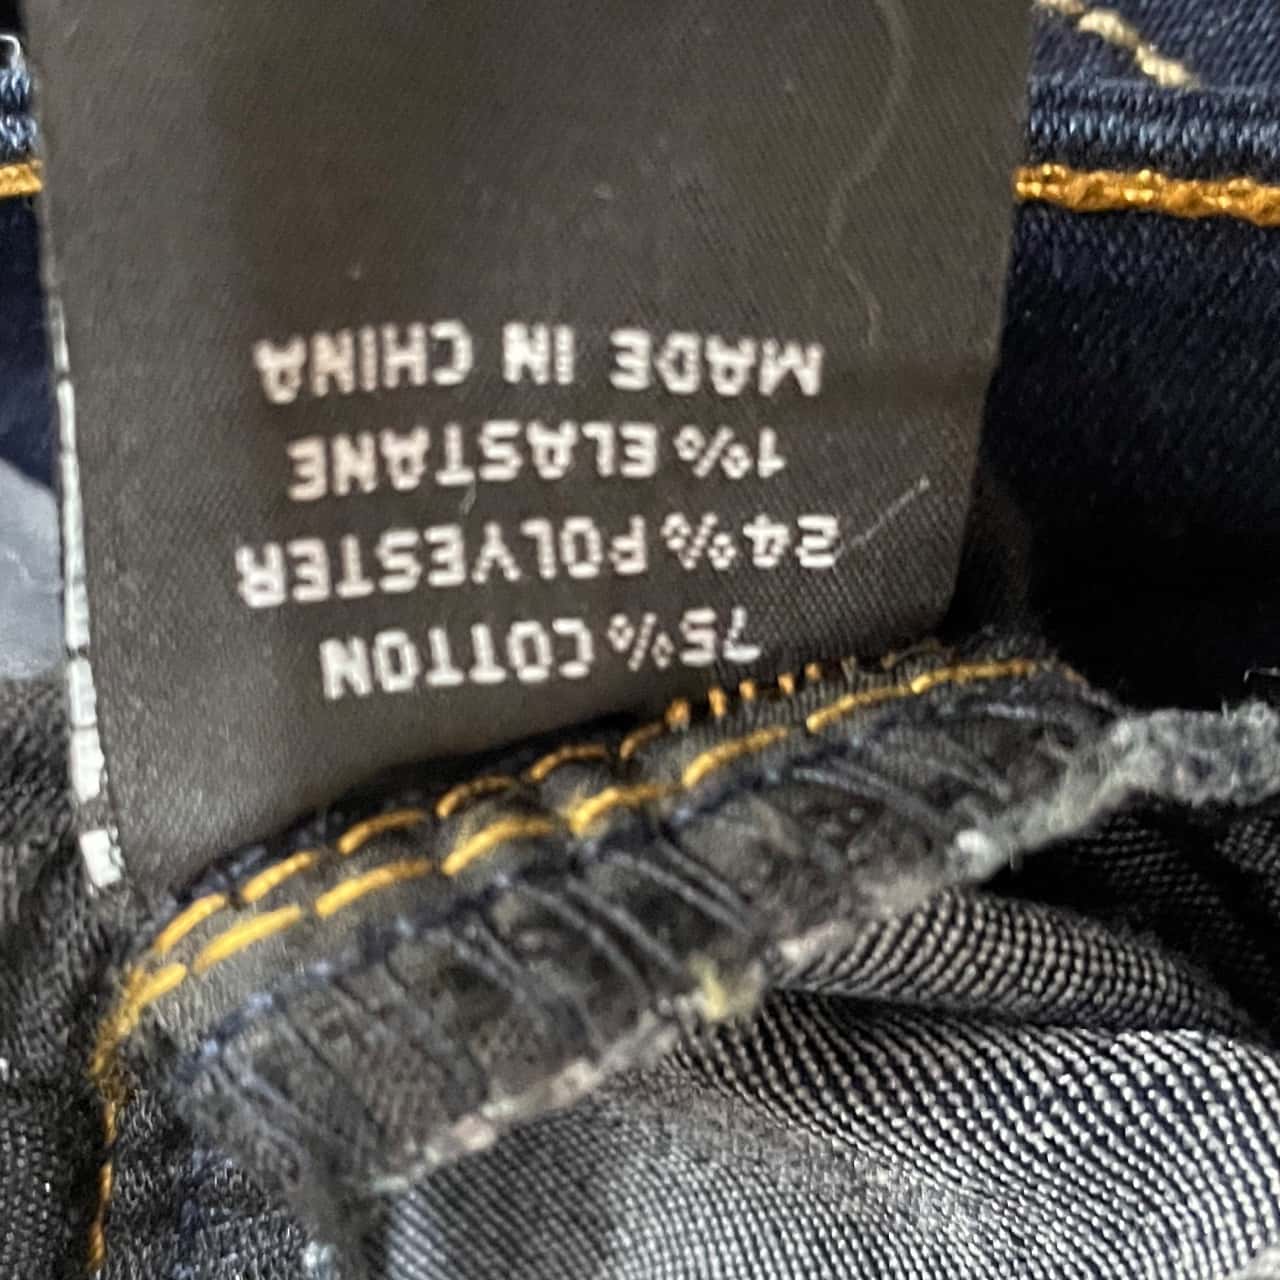 75% COTTON
24% POLYESTER
1% ELASTANE
MADE IN CHINA